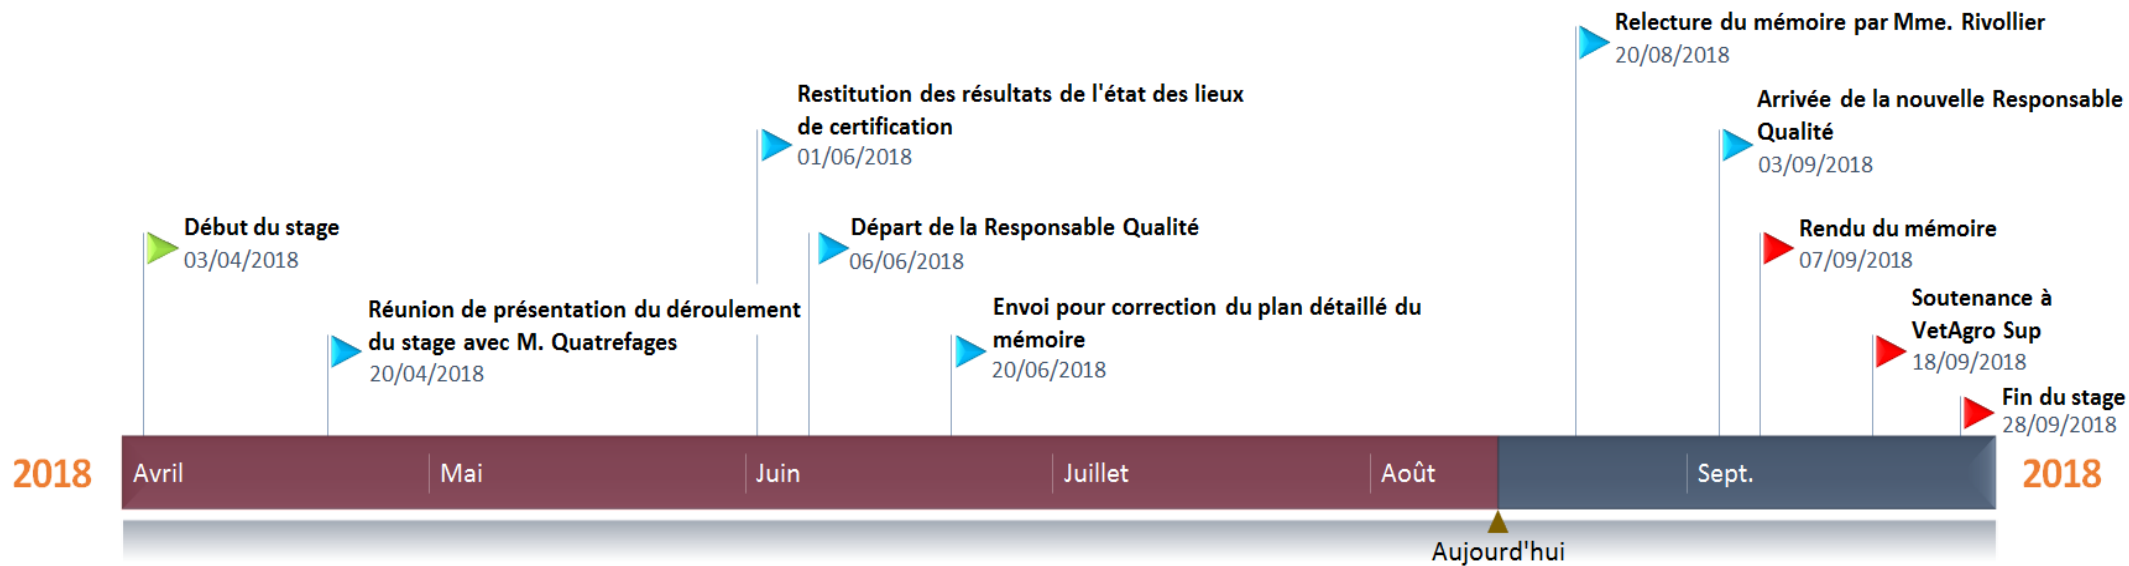 Relecture du mémoire par Mme. Rivollier
20/08/2018
Restitution des résultats de l'état des lieux
de certification
01/06/2018
Arrivée de la nouvelle Responsable
Qualité
03/09/2018
Début du stage
03/04/2018
Départ de la Responsable Qualité
06/06/2018
Rendu du mémoire
07/09/2018
Réunion de présentation du déroulement
du stage avec M. Quatrefages
20/04/2018
Envoi pour correction du plan détaillé du
mémoire
20/06/2018
Soutenance à
VetAgro Sup
18/09/2018
Fin du stage
28/09/2018
2018
Avril
Mai
Juin
Juillet
Août
Sept.
2018
Aujourd'hui